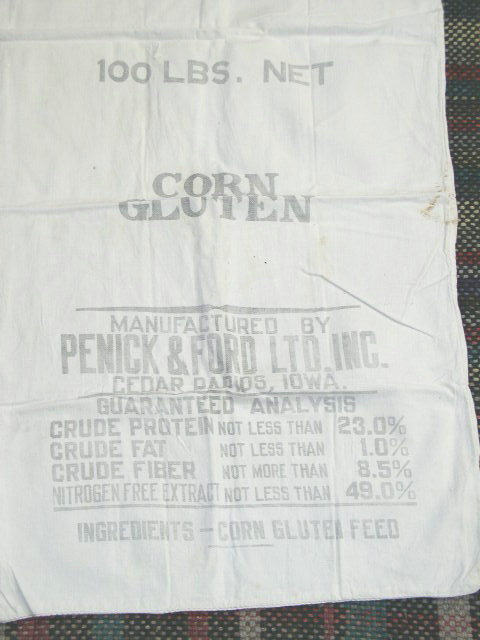 100 LBS. NET
CORN
GLUTEN
MANUFACTURED BY
PENICK & FORD LTD. INC.
CEDAR RAPIDS, IOWA.
GUARANTEED ANALYSIS
CRUDE PROTEIN NOT LESS THAN 23.0%
CRUDE FAT NOT LESS THAN 1.0%
CRUDE FIBER NOT MORE THAN 8.5%
NITROGEN FREE EXTRACT NOT LESS THAN 49.0%
INGREDIENTS - CORN GLUTEN FEED